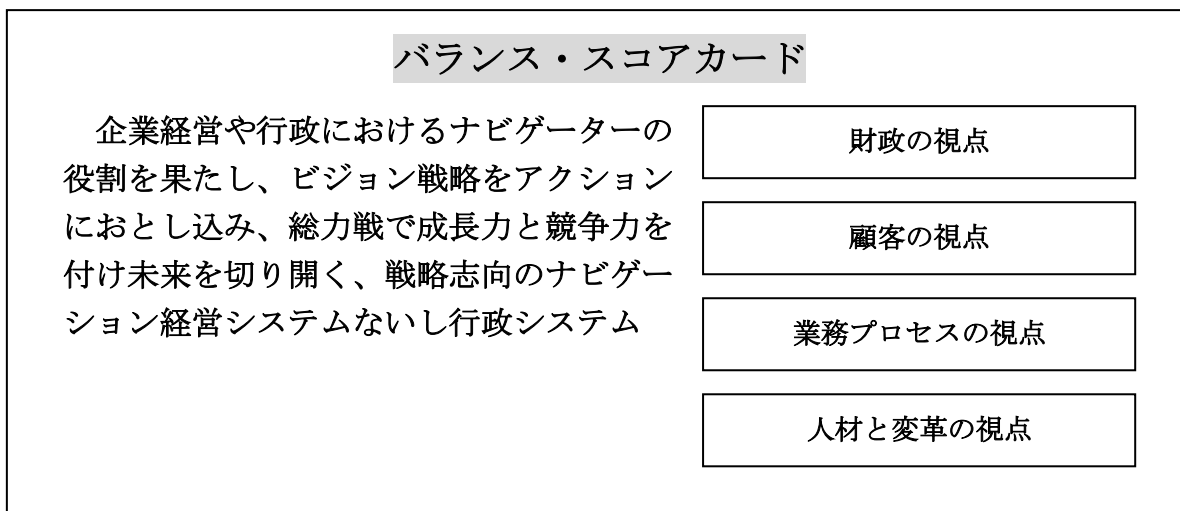 バランス・スコアカード
企業経営や行政におけるナビゲーターの
役割を果たし、ビジョン戦略をアクション
におとし込み、総力戦で成長力と競争力を
付け未来を切り開く、戦略志向のナビゲー
ション経営システムないし行政システム
財政の視点
顧客の視点
業務プロセスの視点
人材と変革の視点